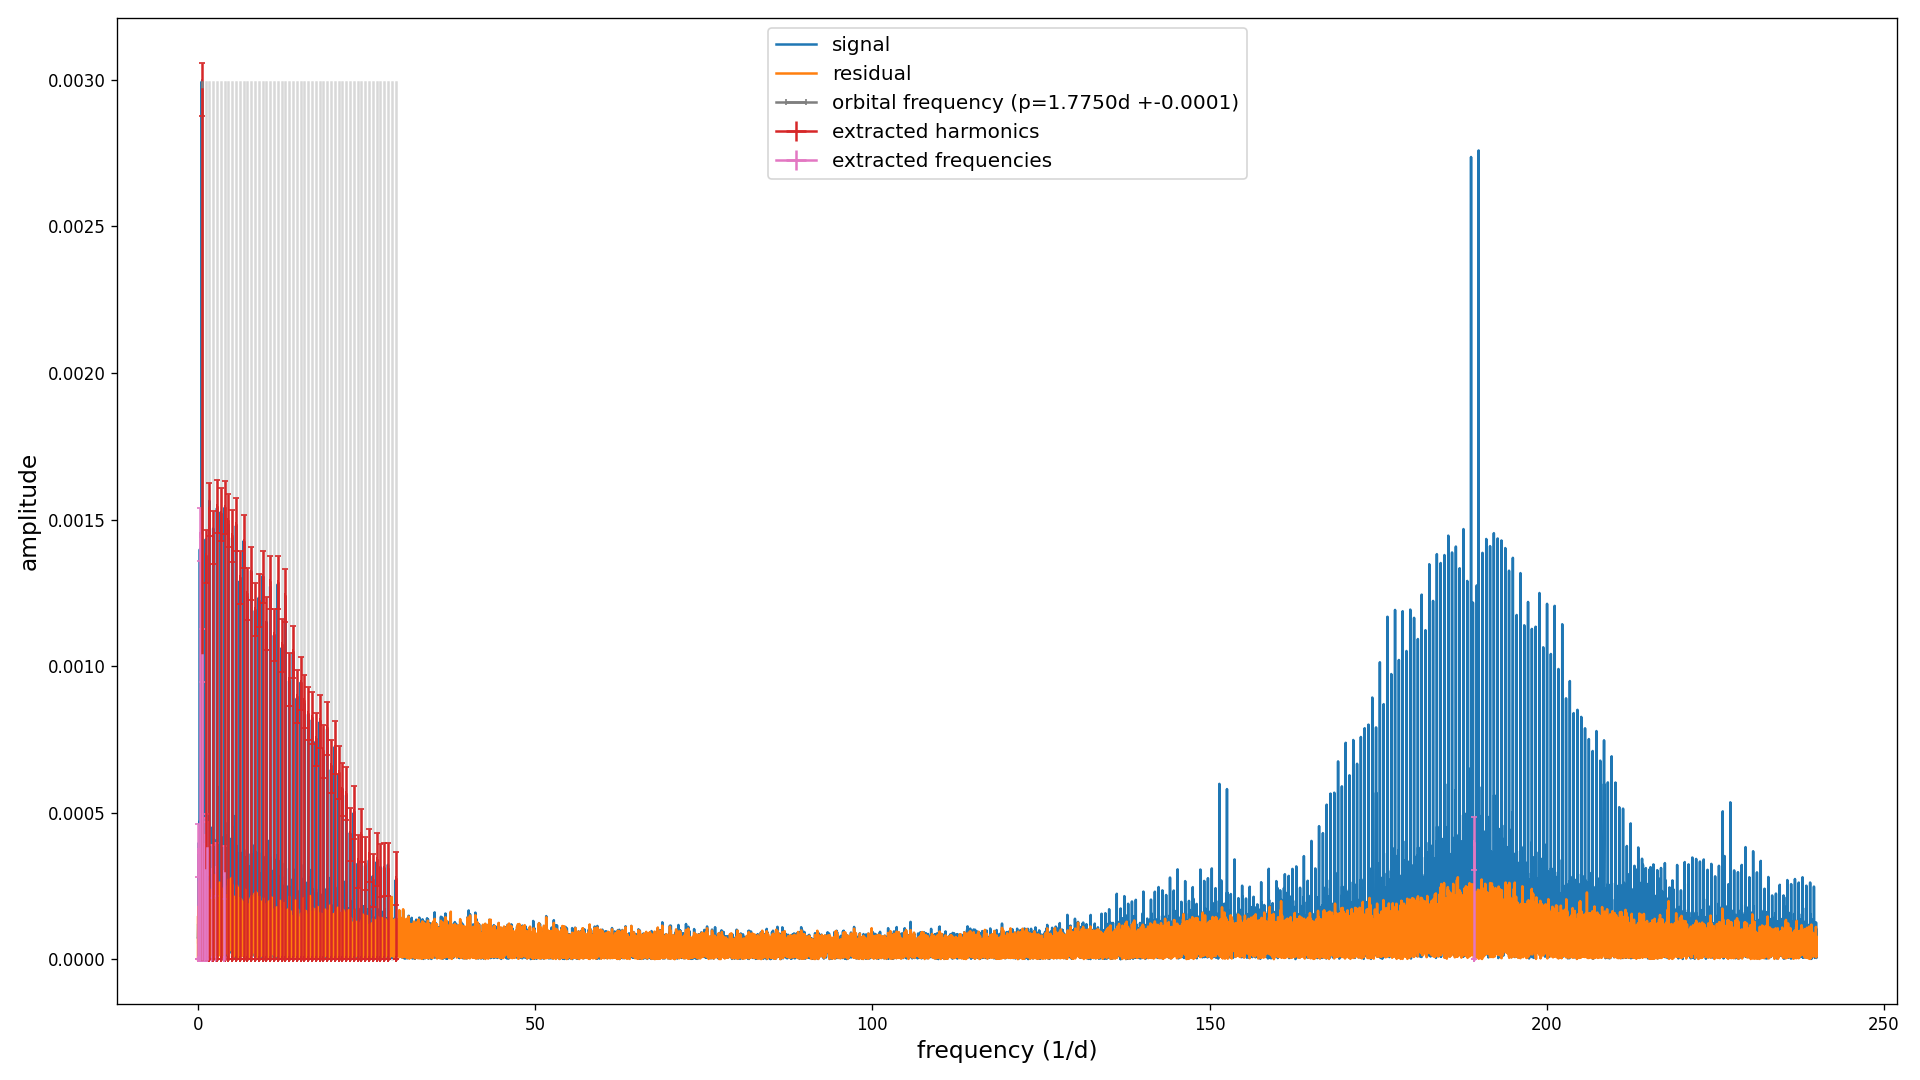 signal
residual
orbital frequency (p=1.7750d +-0.0001)
extracted harmonics
extracted frequencies
amplitude
0.0030
0.0025
0.0020
0.0015
0.0010
0.0005
0.0000
0 50 100 150 200 250
frequency (1/d)